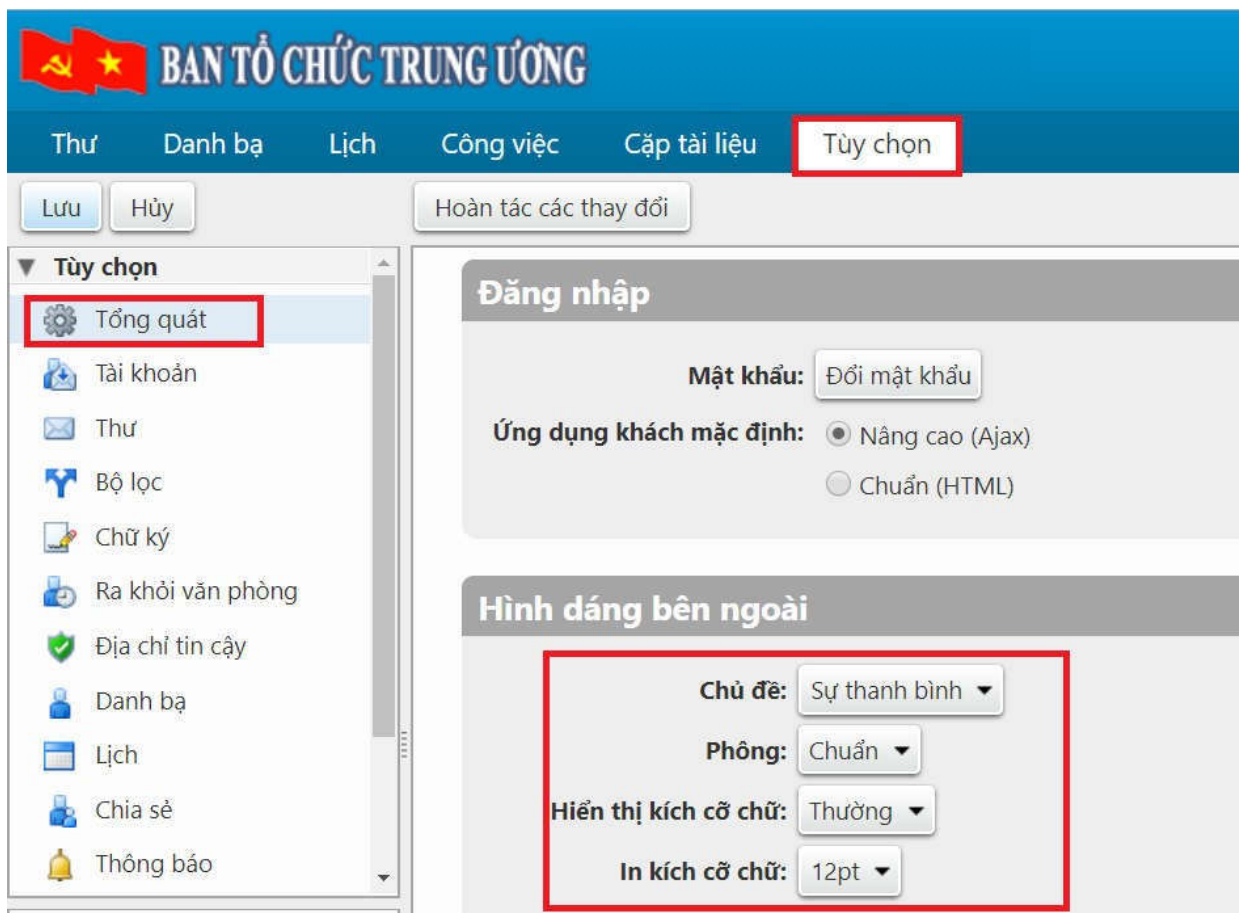 BAN TỔ CHỨC TRUNG ƯƠNG
Thư Danh bạ Lịch Công việc Cặp tài liệu Tùy chọn
Lưu Hủy Hoàn tác các thay đổi
Tùy chọn
Tổng quát
Tài khoản
Thư
Bộ lọc
Chữ ký
Ra khỏi văn phòng
Địa chỉ tin cậy
Danh bạ
Lịch
Chia sẻ
Thông báo
Đăng nhập
Mật khẩu: Đổi mật khẩu
Ứng dụng khách mặc định: Nâng cao (Ajax)
Chuẩn (HTML)
Hình dáng bên ngoài
Chủ đề: Sự thanh bình
Phông: Chuẩn
Hiển thị kích cỡ chữ: Thường
In kích cỡ chữ: 12pt